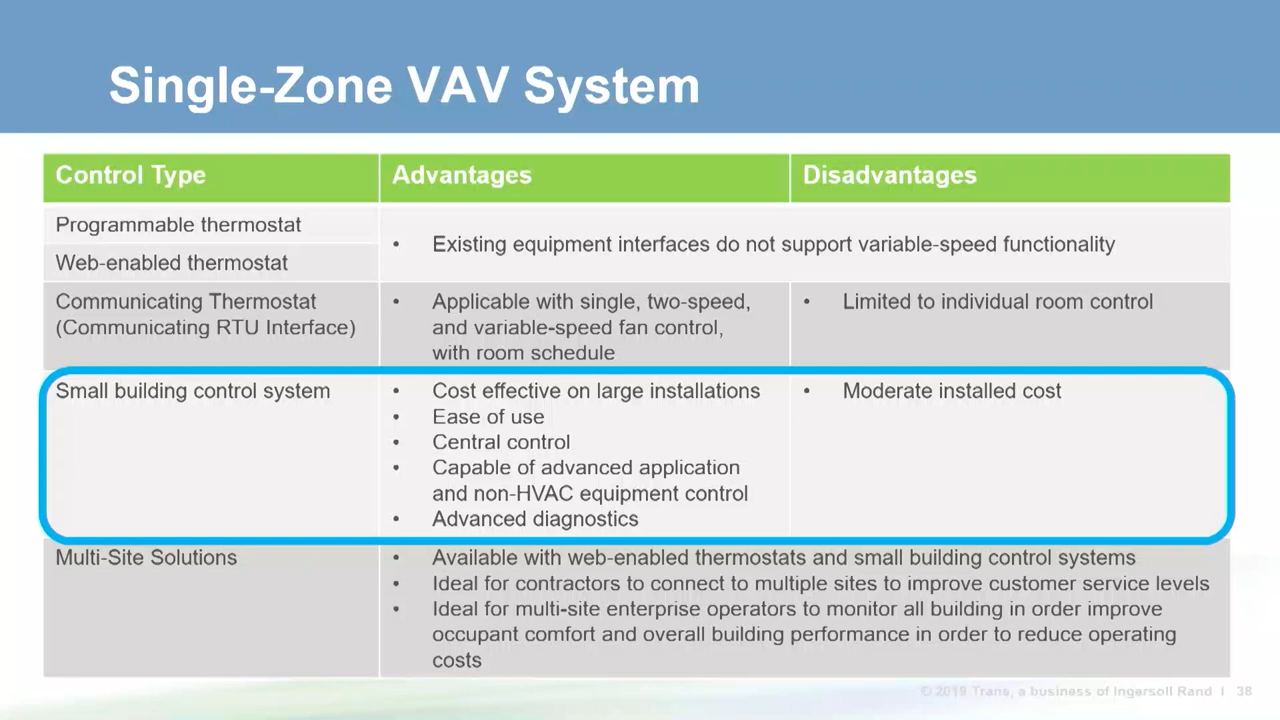 Single-Zone VAV System
Control Type
Advantages
Disadvantages
Programmable thermostat
Web-enabled thermostat
• Existing equipment interfaces do not support variable-speed functionality
Communicating Thermostat
(Communicating RTU Interface)
• Applicable with single, two-speed,
and variable-speed fan control,
with room schedule
• Limited to individual room control
Small building control system
• Cost effective on large installations
• Ease of use
• Central control
• Capable of advanced application
and non-HVAC equipment control
• Advanced diagnostics
• Moderate installed cost
Multi-Site Solutions
• Available with web-enabled thermostats and small building control systems
• Ideal for contractors to connect to multiple sites to improve customer service levels
• Ideal for multi-site enterprise operators to monitor all building in order improve
occupant comfort and overall building performance in order to reduce operating
costs
© 2019 Trane, a business of Ingersoll Rand | 38